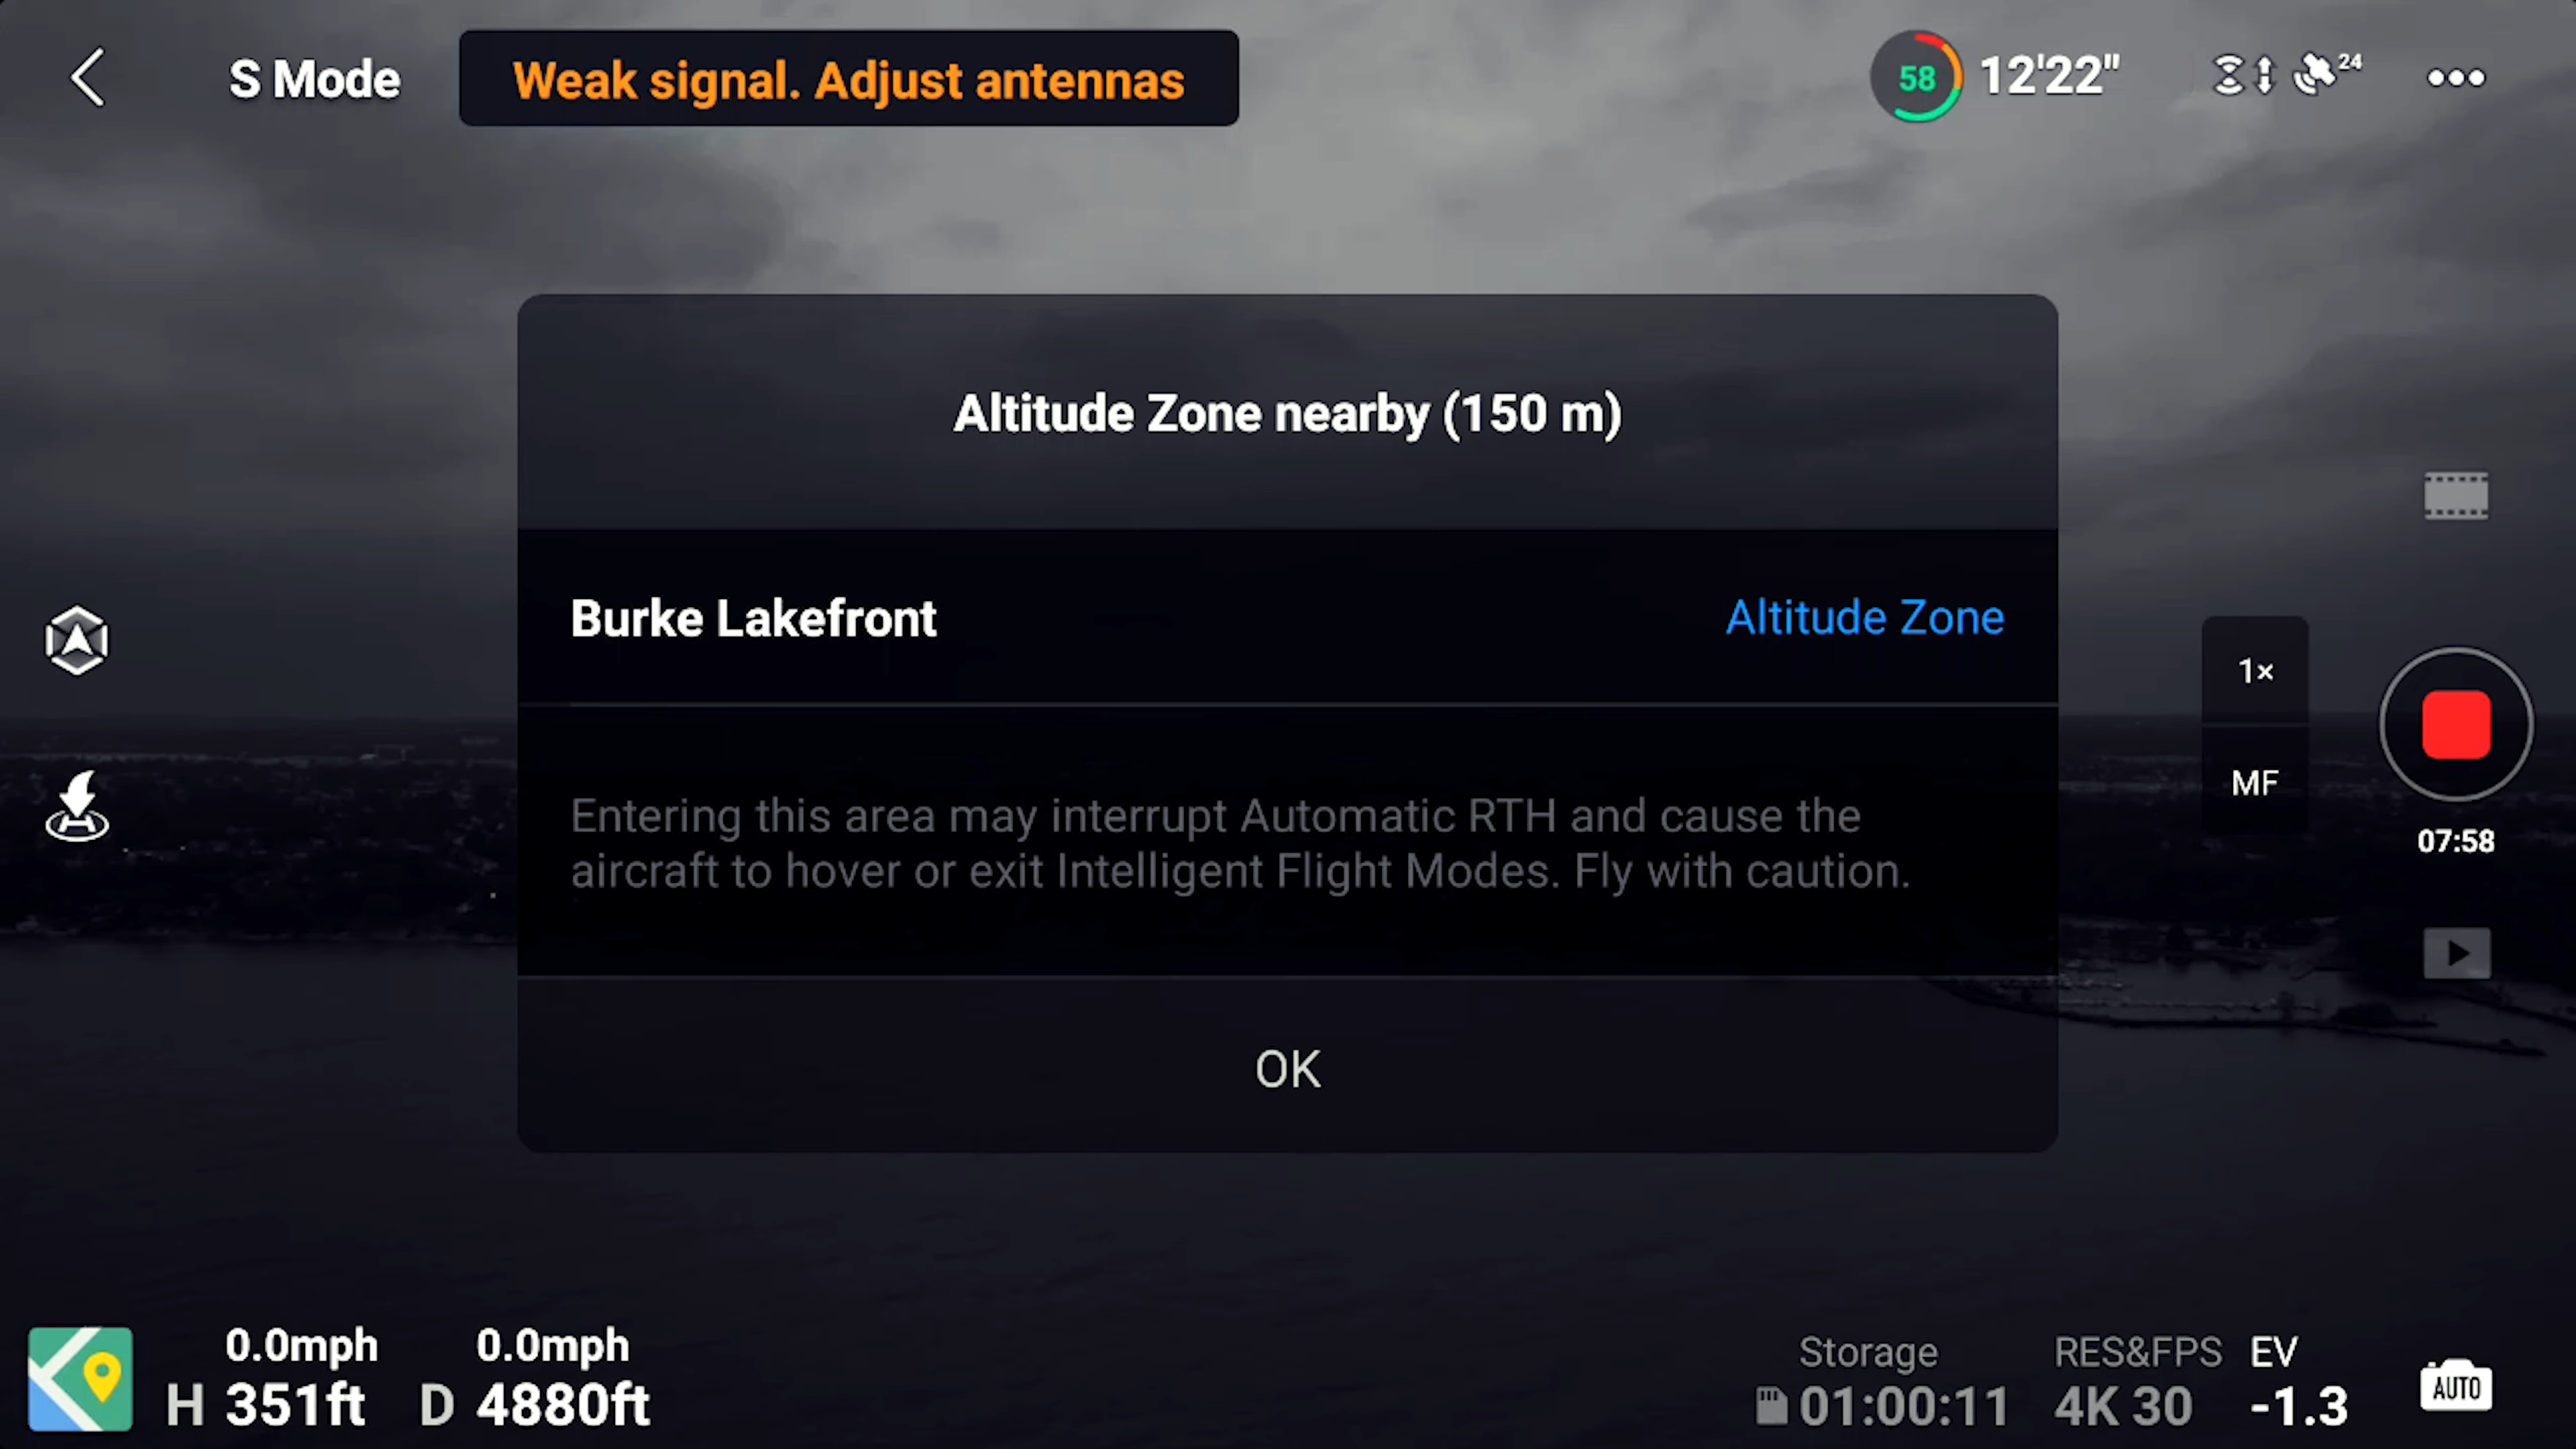 S Mode
Weak signal. Adjust antennas
58
12'22"
24
Altitude Zone nearby (150 m)
Burke Lakefront
Altitude Zone
Entering this area may interrupt Automatic RTH and cause the
aircraft to hover or exit Intelligent Flight Modes. Fly with caution.
OK
1×
MF
07:58
0.0mph
0.0mph
H 351ft
D 4880ft
Storage
01:00:11
RES&FPS
4K 30
EV
-1.3
AUTO